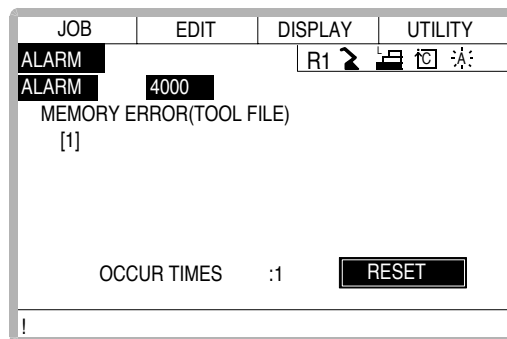 JOB EDIT DISPLAY UTILITY
ALARM R1 L C A
ALARM 4000
MEMORY ERROR(TOOL FILE)
[1]
OCCUR TIMES :1 RESET
!